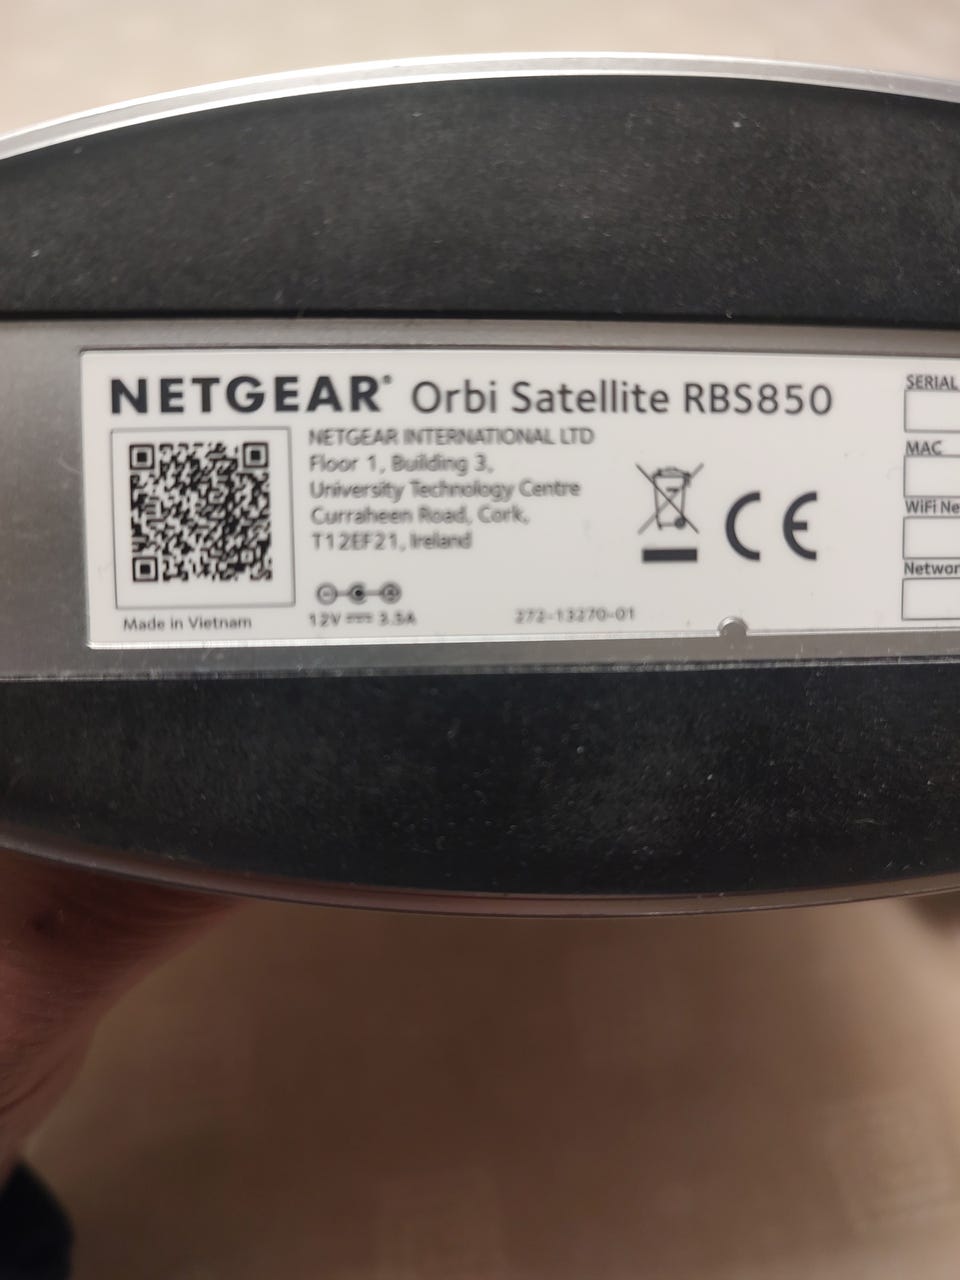 NETGEAR® Orbi Satellite RBS850
NETGEAR INTERNATIONAL LTD
Floor 1, Building 3,
University Technology Centre
Curraheen Road, Cork,
T12EF21, Ireland
Made in Vietnam
12V ⎓ 3.5A
272-13270-01
CE
SERIAL
MAC
WiFi Ne
Networ